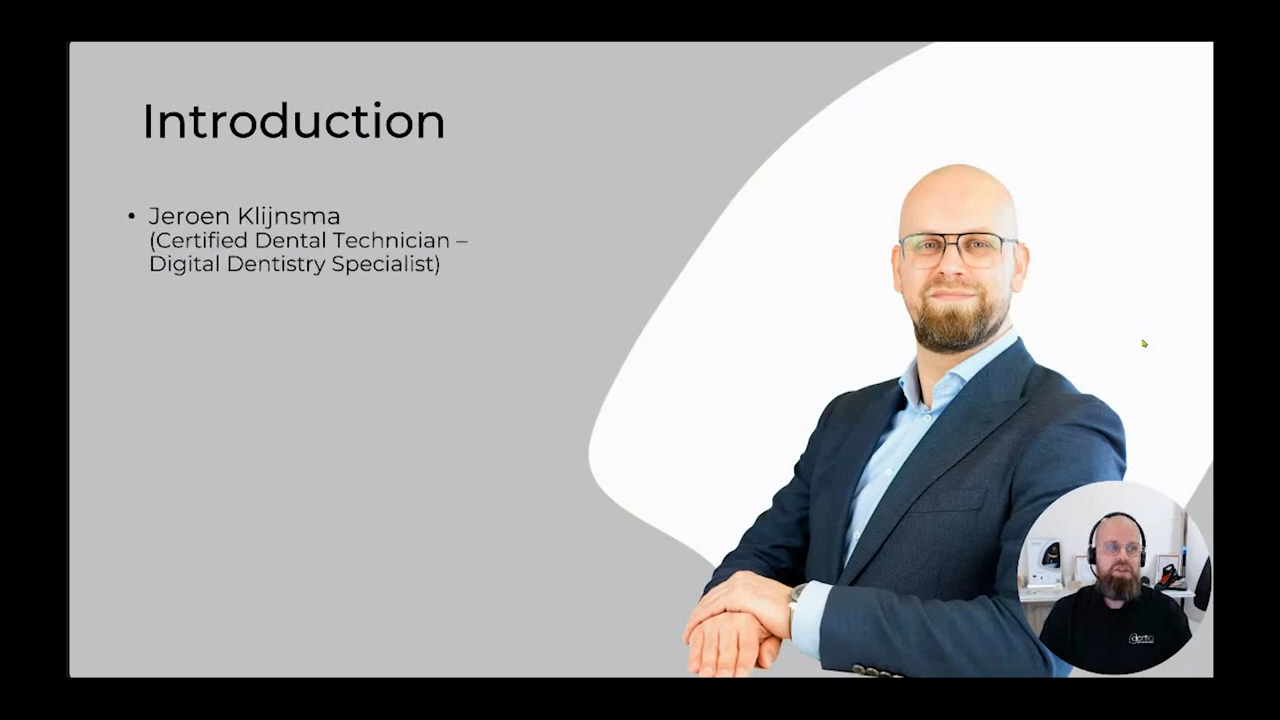 Introduction
• Jeroen Klijnsma
(Certified Dental Technician –
Digital Dentistry Specialist)